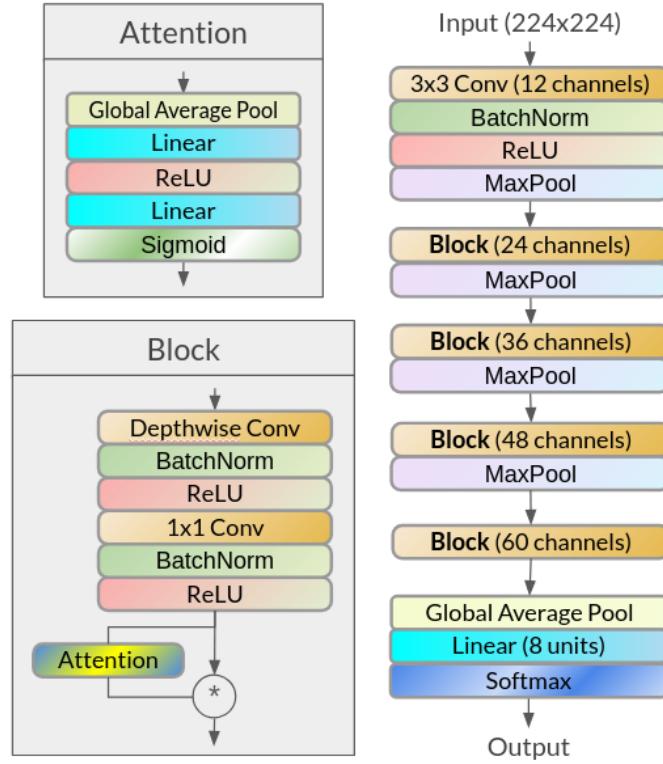 Attention
Global Average Pool
Linear
ReLU
Linear
Sigmoid
Block
Depthwise Conv
BatchNorm
ReLU
1x1 Conv
BatchNorm
ReLU
Attention
*
Input (224x224)
3x3 Conv (12 channels)
BatchNorm
ReLU
MaxPool
Block (24 channels)
MaxPool
Block (36 channels)
MaxPool
Block (48 channels)
MaxPool
Block (60 channels)
Global Average Pool
Linear (8 units)
Softmax
Output